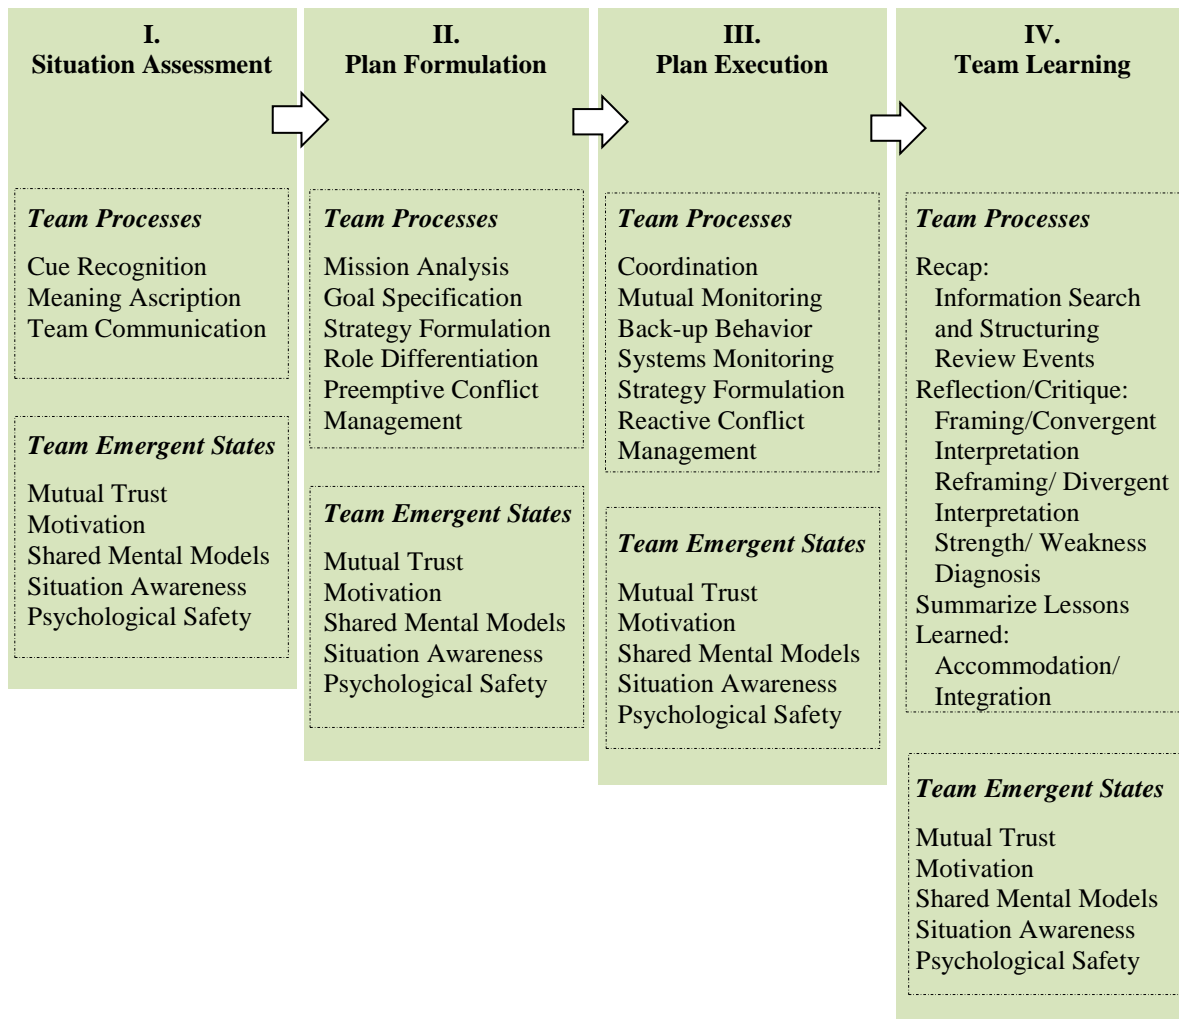 I.
Situation Assessment
Team Processes
Cue Recognition
Meaning Ascription
Team Communication
Team Emergent States
Mutual Trust
Motivation
Shared Mental Models
Situation Awareness
Psychological Safety
II.
Plan Formulation
Team Processes
Mission Analysis
Goal Specification
Strategy Formulation
Role Differentiation
Preemptive Conflict
Management
Team Emergent States
Mutual Trust
Motivation
Shared Mental Models
Situation Awareness
Psychological Safety
III.
Plan Execution
Team Processes
Coordination
Mutual Monitoring
Back-up Behavior
Systems Monitoring
Strategy Formulation
Reactive Conflict
Management
Team Emergent States
Mutual Trust
Motivation
Shared Mental Models
Situation Awareness
Psychological Safety
IV.
Team Learning
Team Processes
Recap:
Information Search
and Structuring
Review Events
Reflection/Critique:
Framing/Convergent
Interpretation
Reframing/ Divergent
Interpretation
Strength/ Weakness
Diagnosis
Summarize Lessons
Learned:
Accommodation/
Integration
Team Emergent States
Mutual Trust
Motivation
Shared Mental Models
Situation Awareness
Psychological Safety